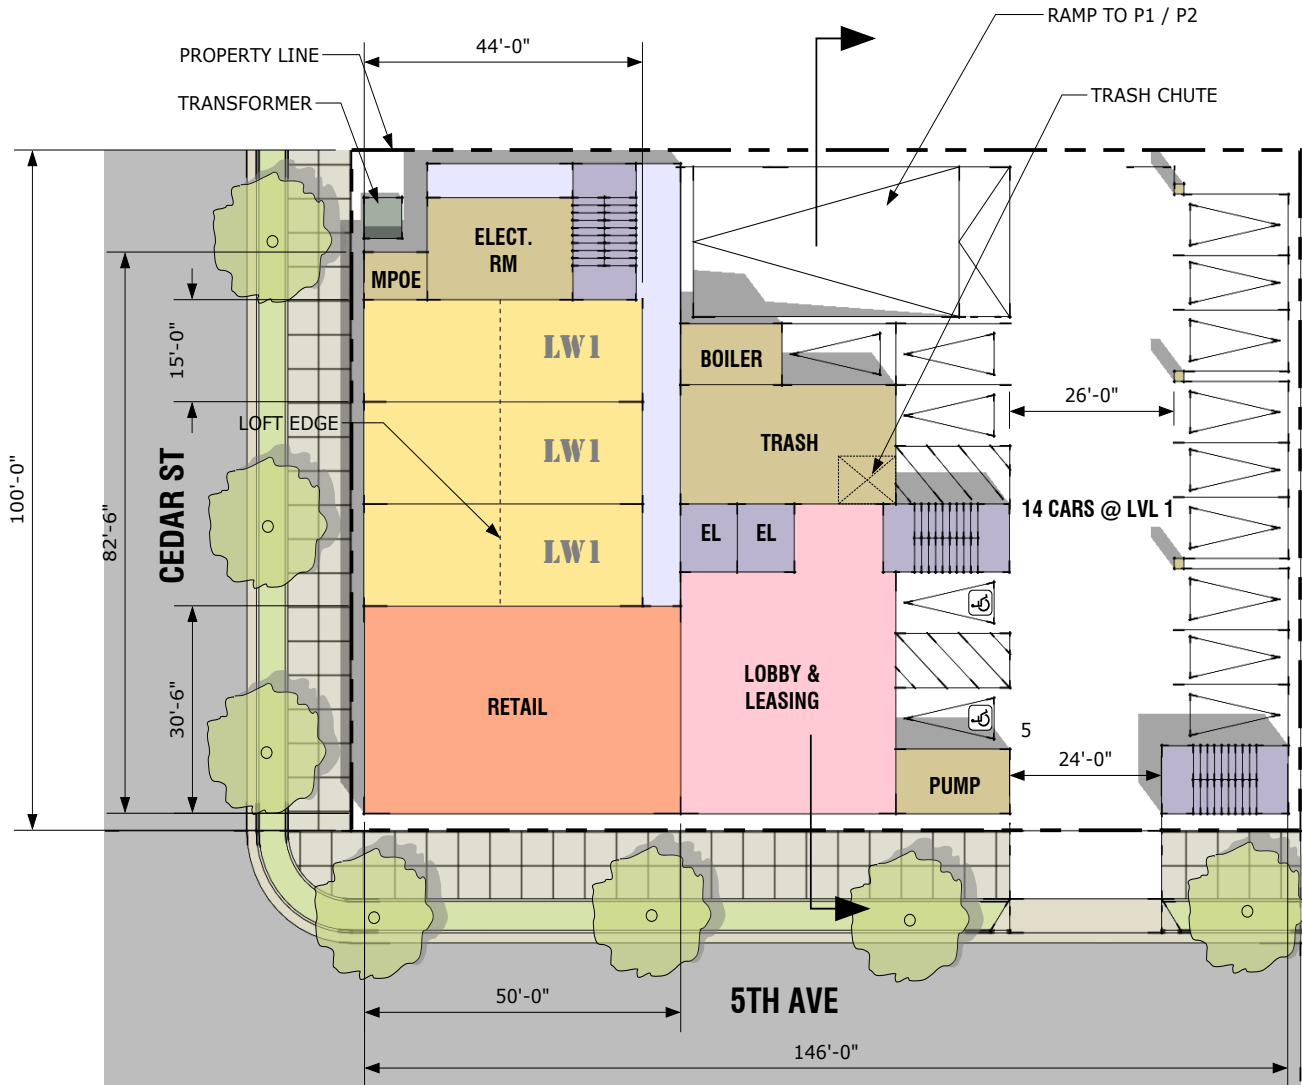 RAMP TO P1 / P2
44'-0"
PROPERTY LINE
TRANSFORMER
TRASH CHUTE
ELECT.
RM
MPOE
15'-0"
LW1
BOILER
26'-0"
LOFT EDGE
TRASH
LW1
CEDAR ST
100'-0"
82'-6"
14 CARS @ LVL 1
EL
EL
LW1
30'-6"
RETAIL
LOBBY &
LEASING
5
24'-0"
PUMP
50'-0"
5TH AVE
146'-0"